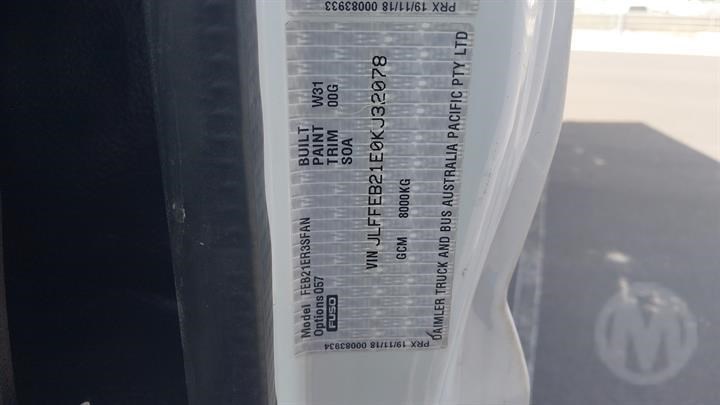 PRX 19/11/18 00083933
Model FEB21ER3SFAN BUILT
Options 057 PAINT W31
FUSO TRIM 00G
SOA
VIN JLFFEB21E0KJ32078
GCM 8000KG
DAIMLER TRUCK AND BUS AUSTRALIA PACIFIC PTY LTD
PRX 19/11/18 00083934
M